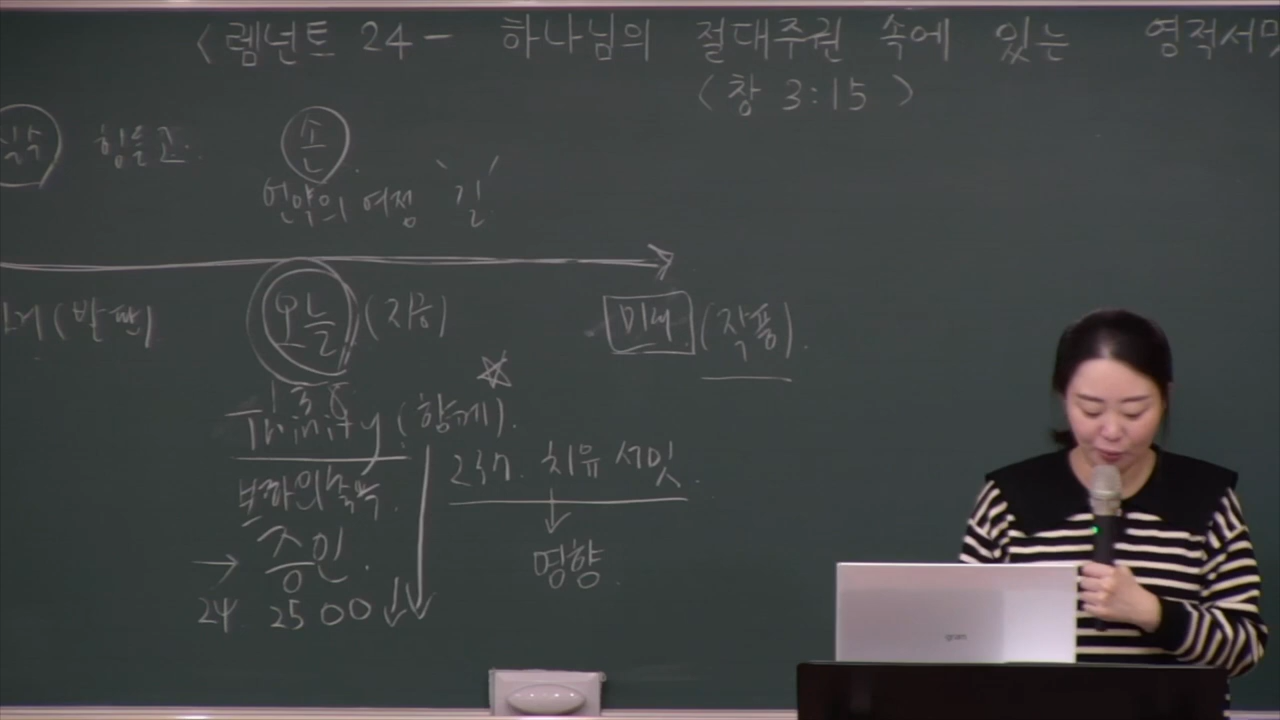 <렘넌트 24 - 하나님의 절대주권 속에 있는 영적서밋
<창 3:15>
힘들고.
손.
언약의 여정 '길'
(발판)
오늘 (지금)
미래 (작품).
Trinity (함께).
237. 치유 서밋.
보좌의 축복.
→ 증인.
영향.
24 25 00
gram